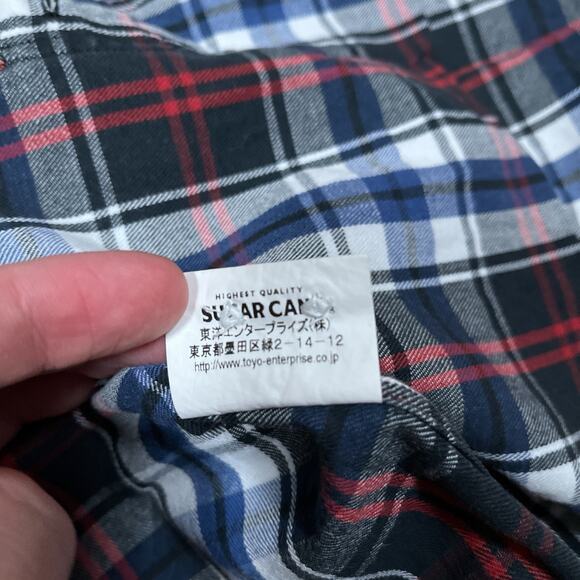 HIGHEST QUALITY
SUGAR CANE
東洋エンタープライズ(株)
東京都墨田区緑2-14-12
http://www.toyo-enterprise.co.jp